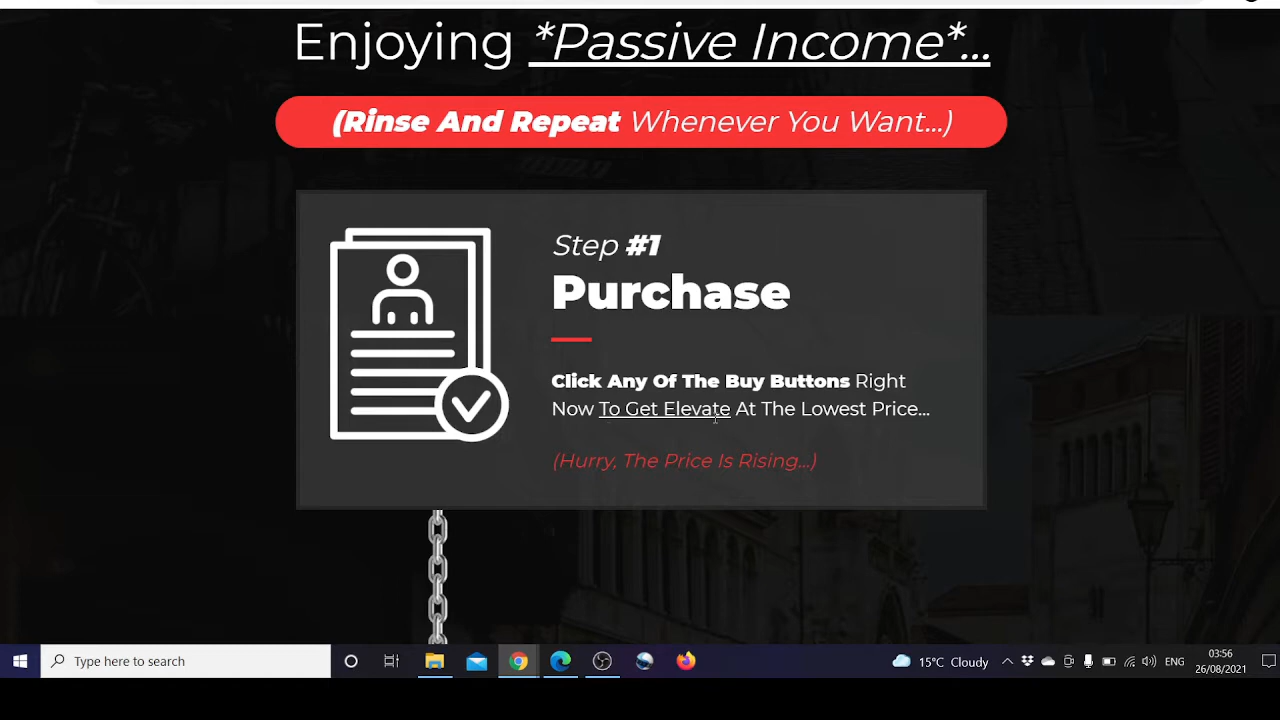 Enjoying *Passive Income*...
(Rinse And Repeat Whenever You Want...)
Step #1
Purchase
Click Any Of The Buy Buttons Right
Now To Get Elevate At The Lowest Price...
(Hurry, The Price Is Rising...)
Type here to search
15°C Cloudy
ENG
03:56
26/08/2021